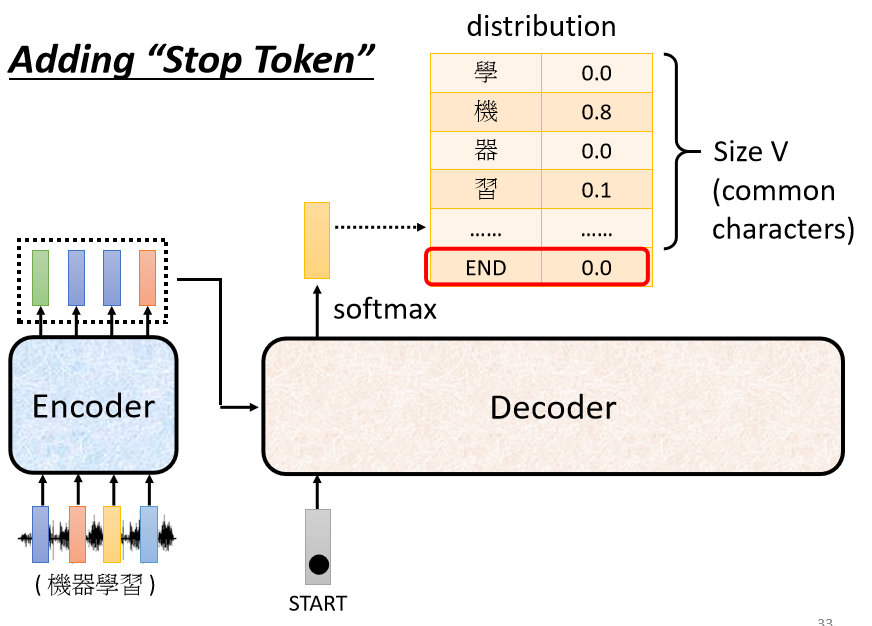 Adding “Stop Token”
distribution
學 0.0
機 0.8
器 0.0
習 0.1
…… ……
END 0.0
Size V
(common
characters)
softmax
Encoder
Decoder
( 機器學習 )
START
33